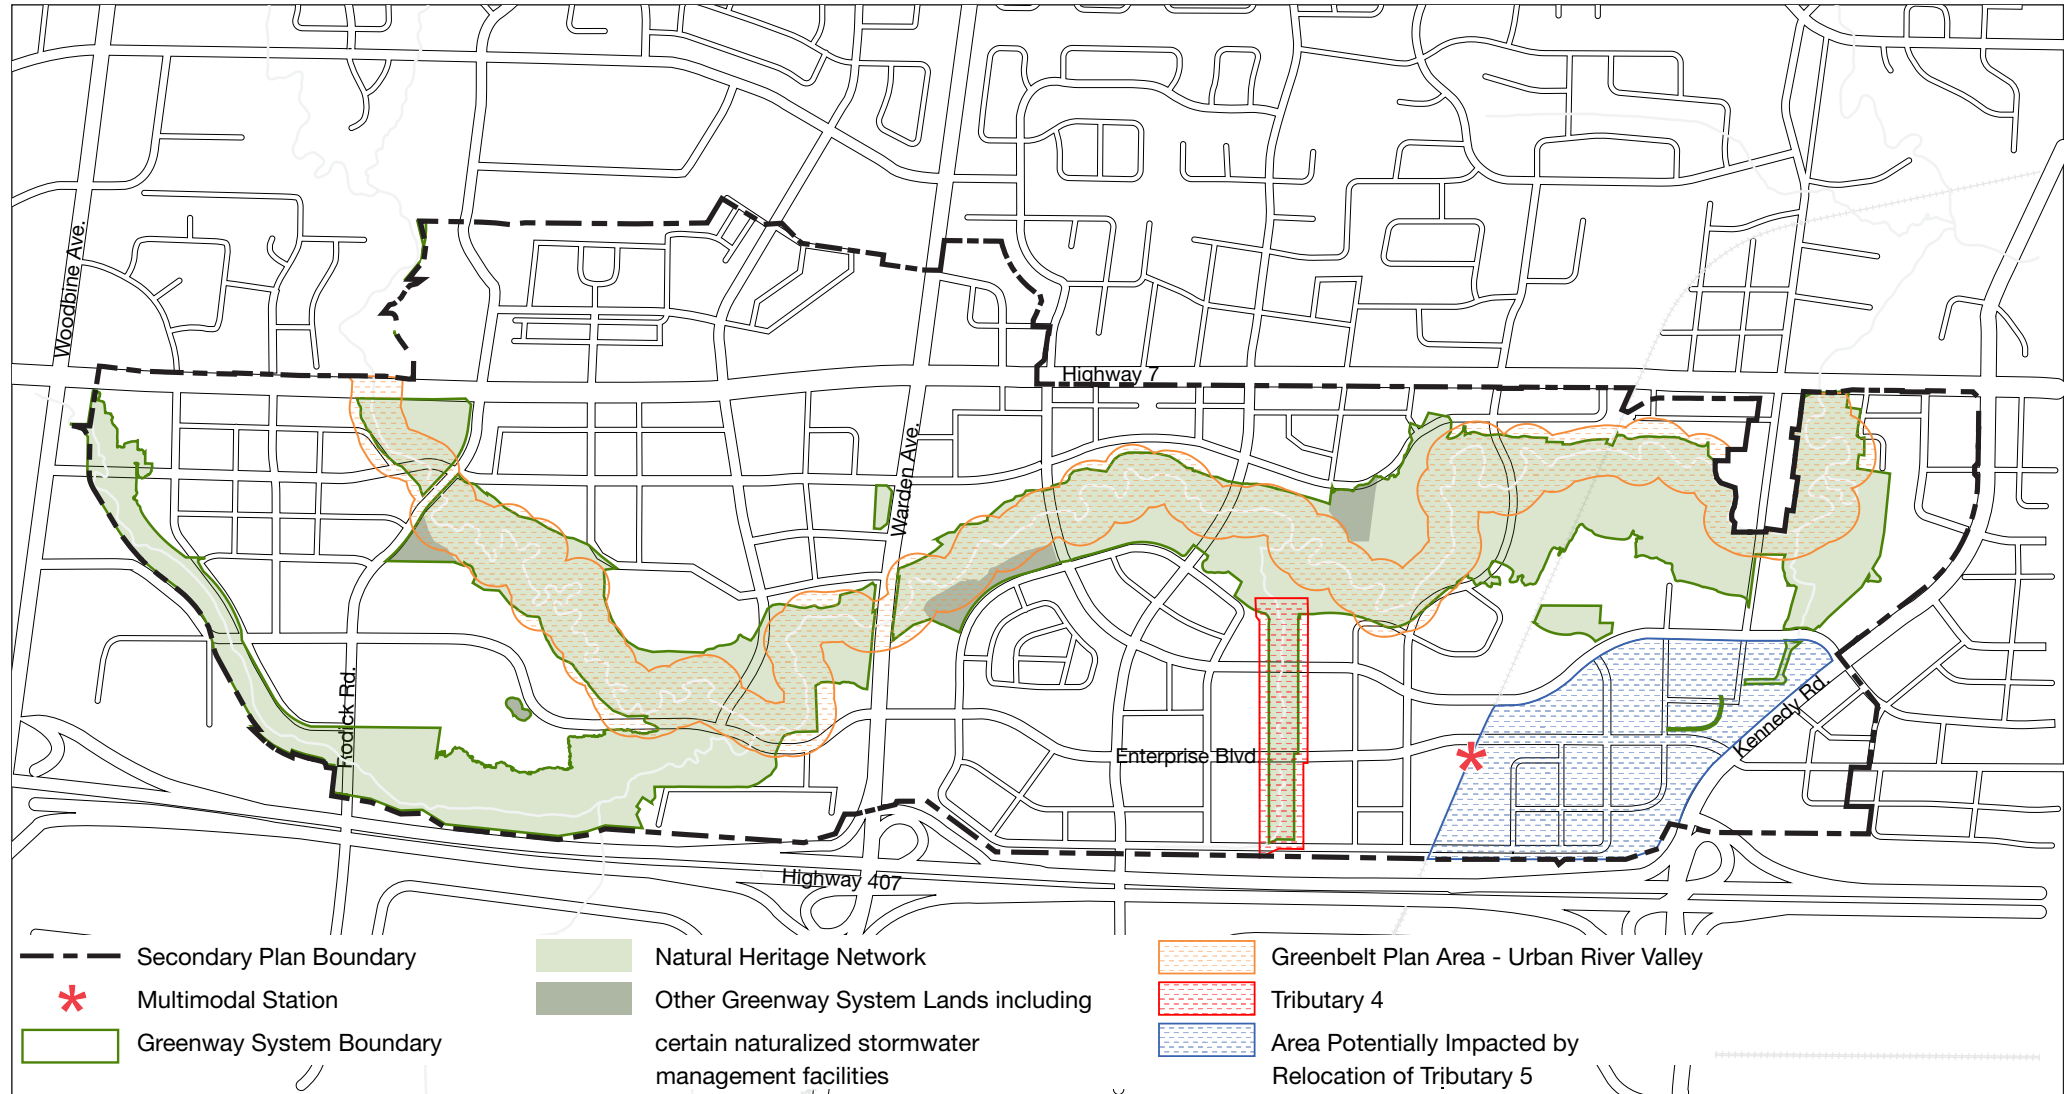 Woodbine Ave.
Highway 7
Warden Ave.
Rodick Rd.
Kennedy Rd.
Enterprise Blvd
Highway 407
Secondary Plan Boundary
Multimodal Station
Greenway System Boundary
Natural Heritage Network
Other Greenway System Lands including
certain naturalized stormwater
management facilities
Greenbelt Plan Area - Urban River Valley
Tributary 4
Area Potentially Impacted by
Relocation of Tributary 5